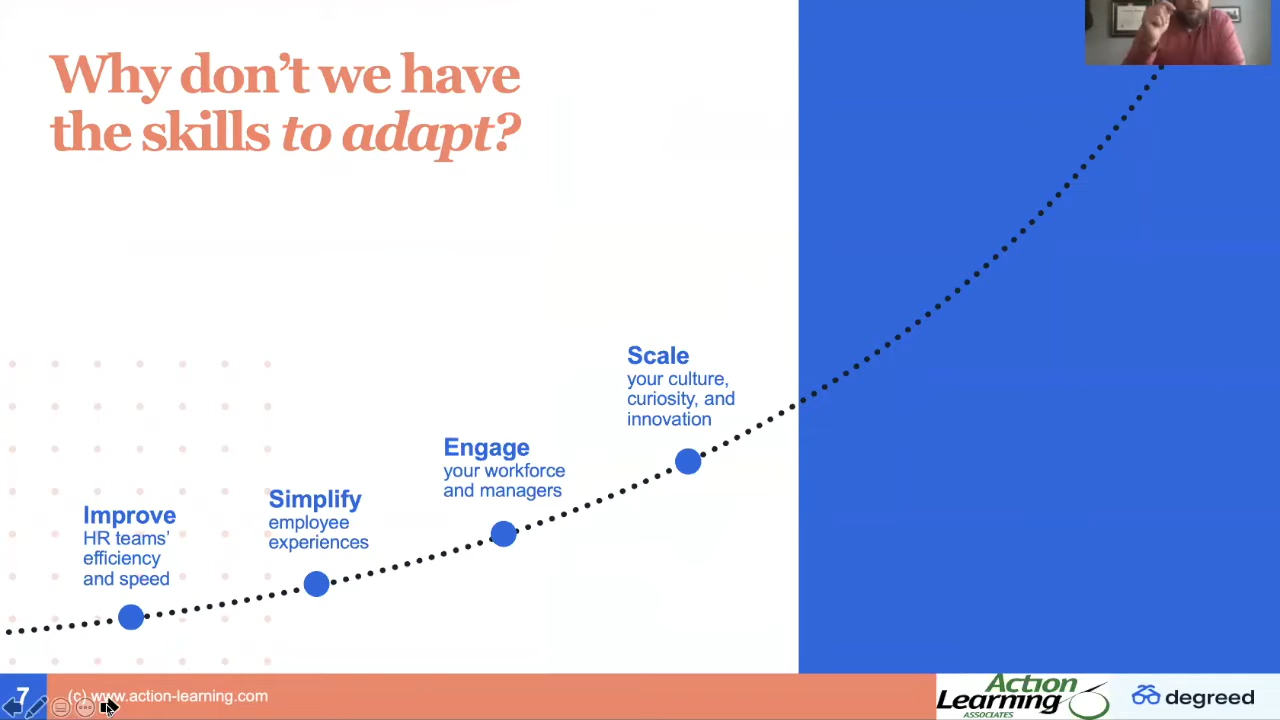 Why don’t we have
the skills to adapt?
Scale
your culture,
curiosity, and
innovation
Engage
your workforce
and managers
Simplify
employee
experiences
Improve
HR teams’
efficiency
and speed
7
(c) www.action-learning.com
Action
Learning
ASSOCIATES
degreed